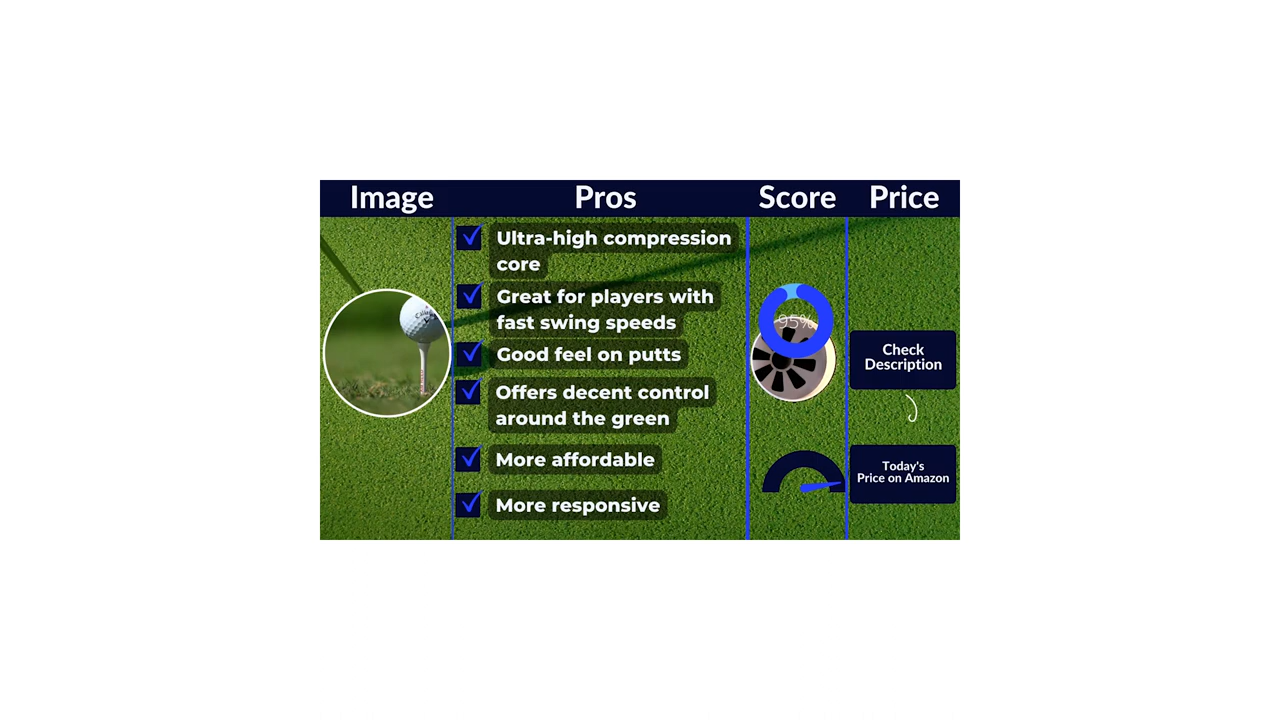 Image Pros Score Price
Ultra-high compression
core
Great for players with
fast swing speeds
Good feel on putts
Offers decent control
around the green
More affordable
More responsive
95%
Check
Description
Today's
Price on Amazon